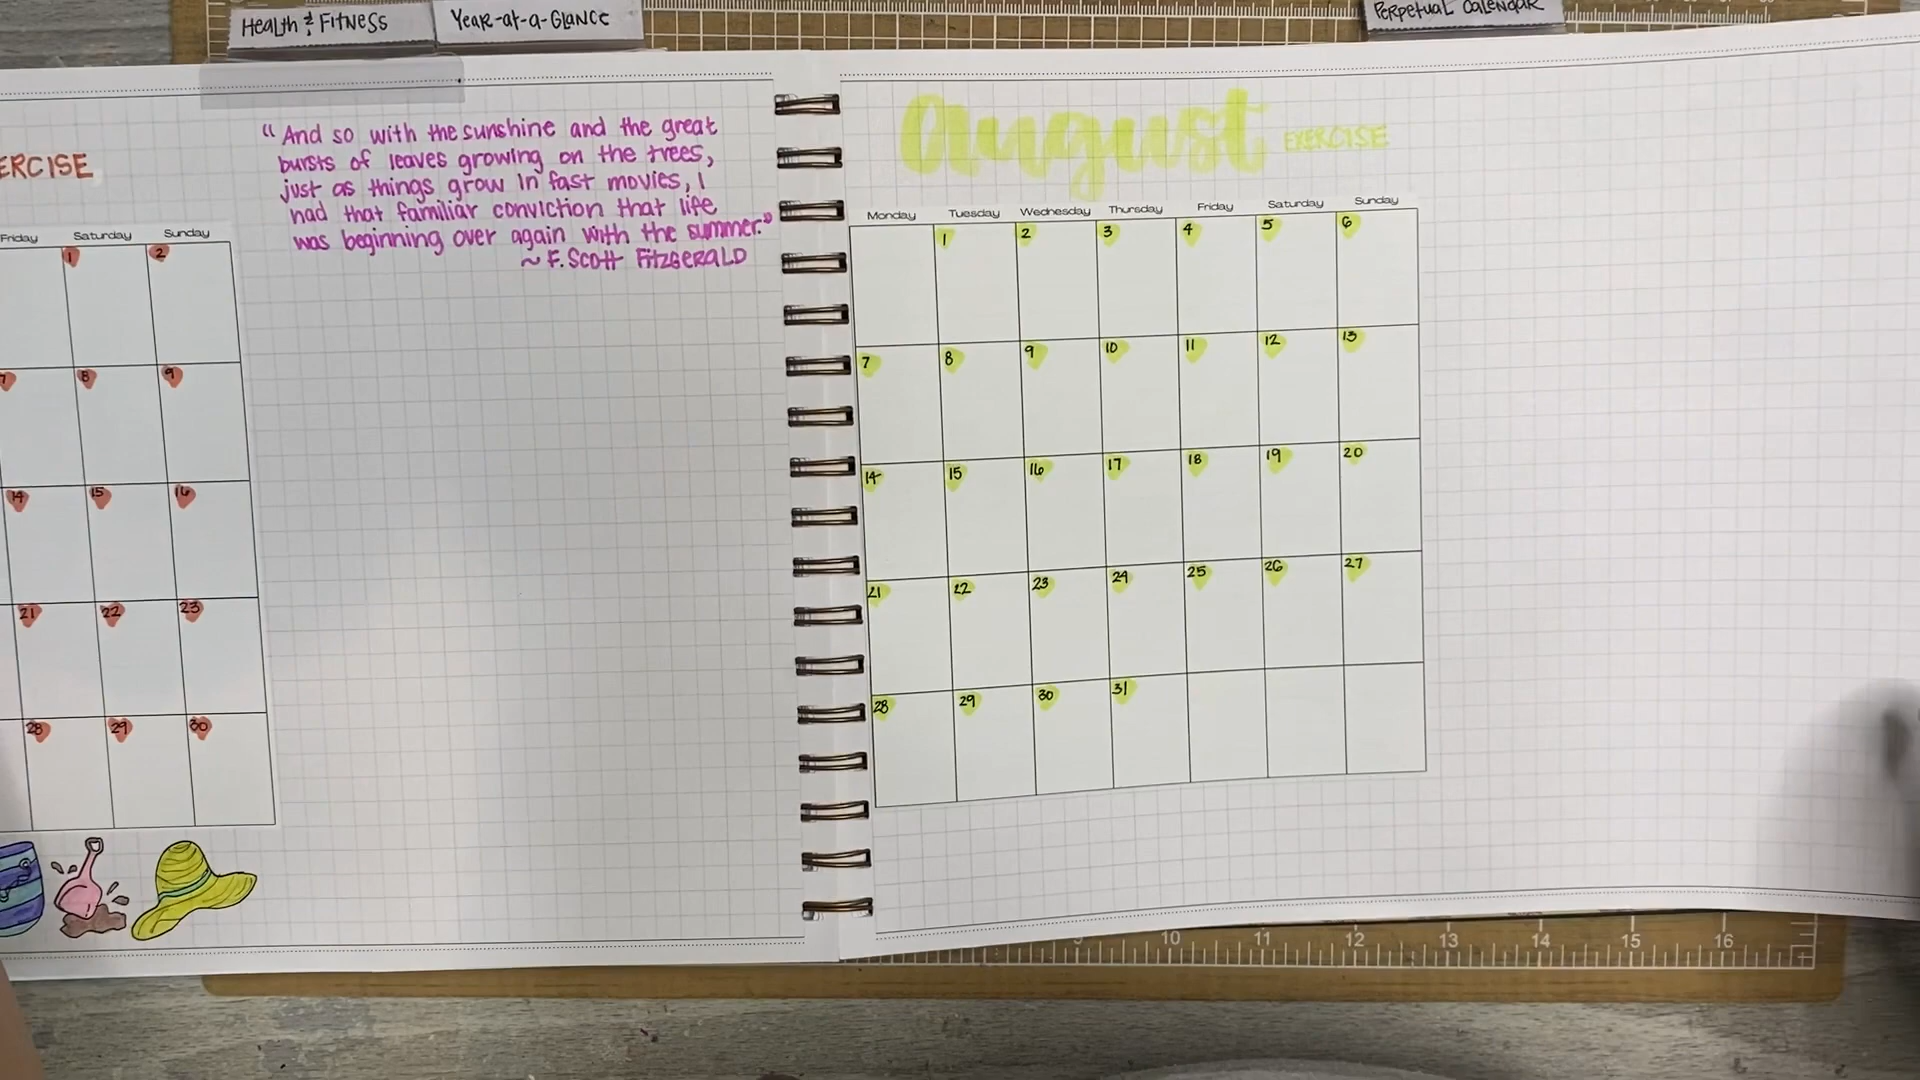 Health & Fitness
Year-at-a-Glance
Perpetual Calendar
ERCISE
Friday Saturday Sunday
1 2
7 8 9
14 15 16
21 22 23
28 29 30
“And so with the sunshine and the great
bursts of leaves growing on the trees,
just as things grow in fast movies, I
had that familiar conviction that life
was beginning over again with the summer.”
~ F. Scott Fitzgerald
August EXERCISE
Monday Tuesday Wednesday Thursday Friday Saturday Sunday
1 2 3 4 5 6
7 8 9 10 11 12 13
14 15 16 17 18 19 20
21 22 23 24 25 26 27
28 29 30 31
10 11 12 13 14 15 16